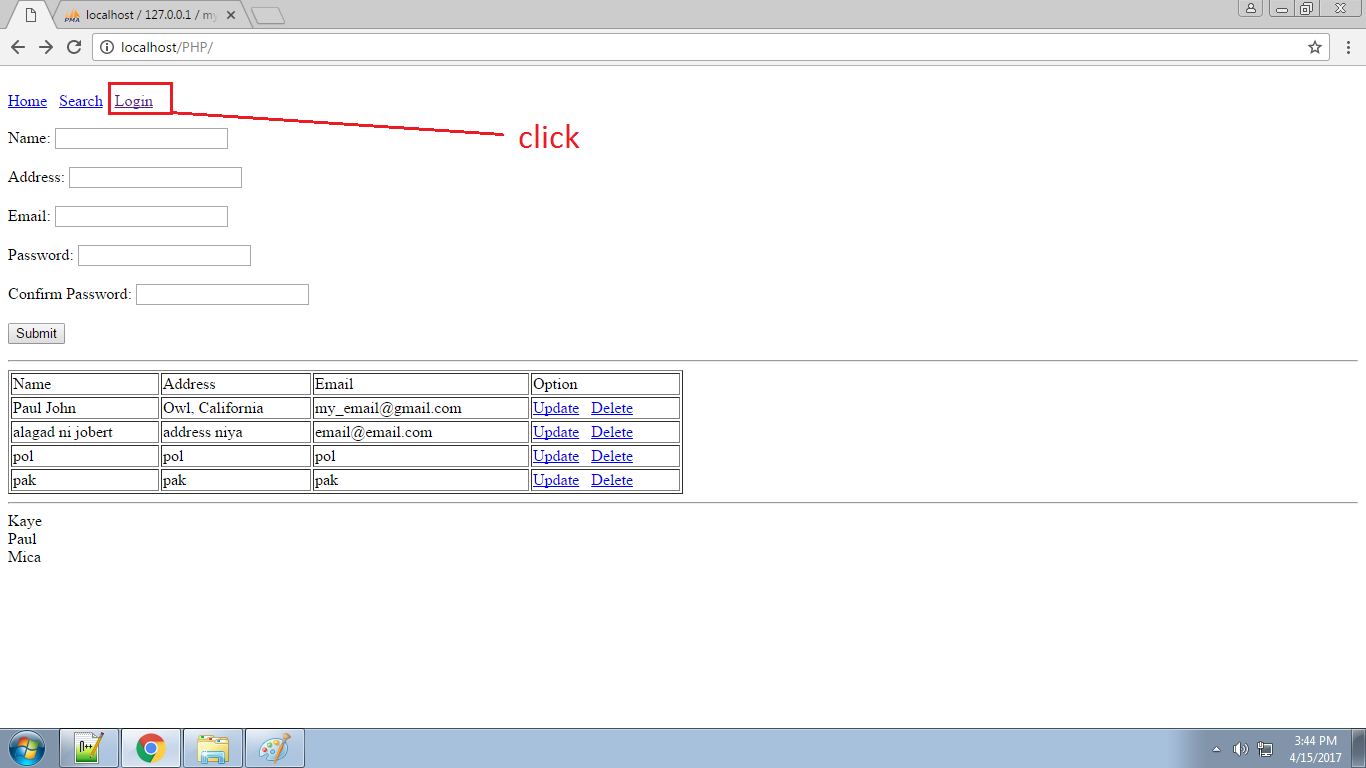 localhost / 127.0.0.1 / my
localhost/PHP/
Home Search Login
click
Name:
Address:
Email:
Password:
Confirm Password:
Submit
Name Address Email Option
Paul John Owl, California my_email@gmail.com Update Delete
alagad ni jobert address niya email@email.com Update Delete
pol pol pol Update Delete
pak pak pak Update Delete
Kaye
Paul
Mica
3:44 PM
4/15/2017